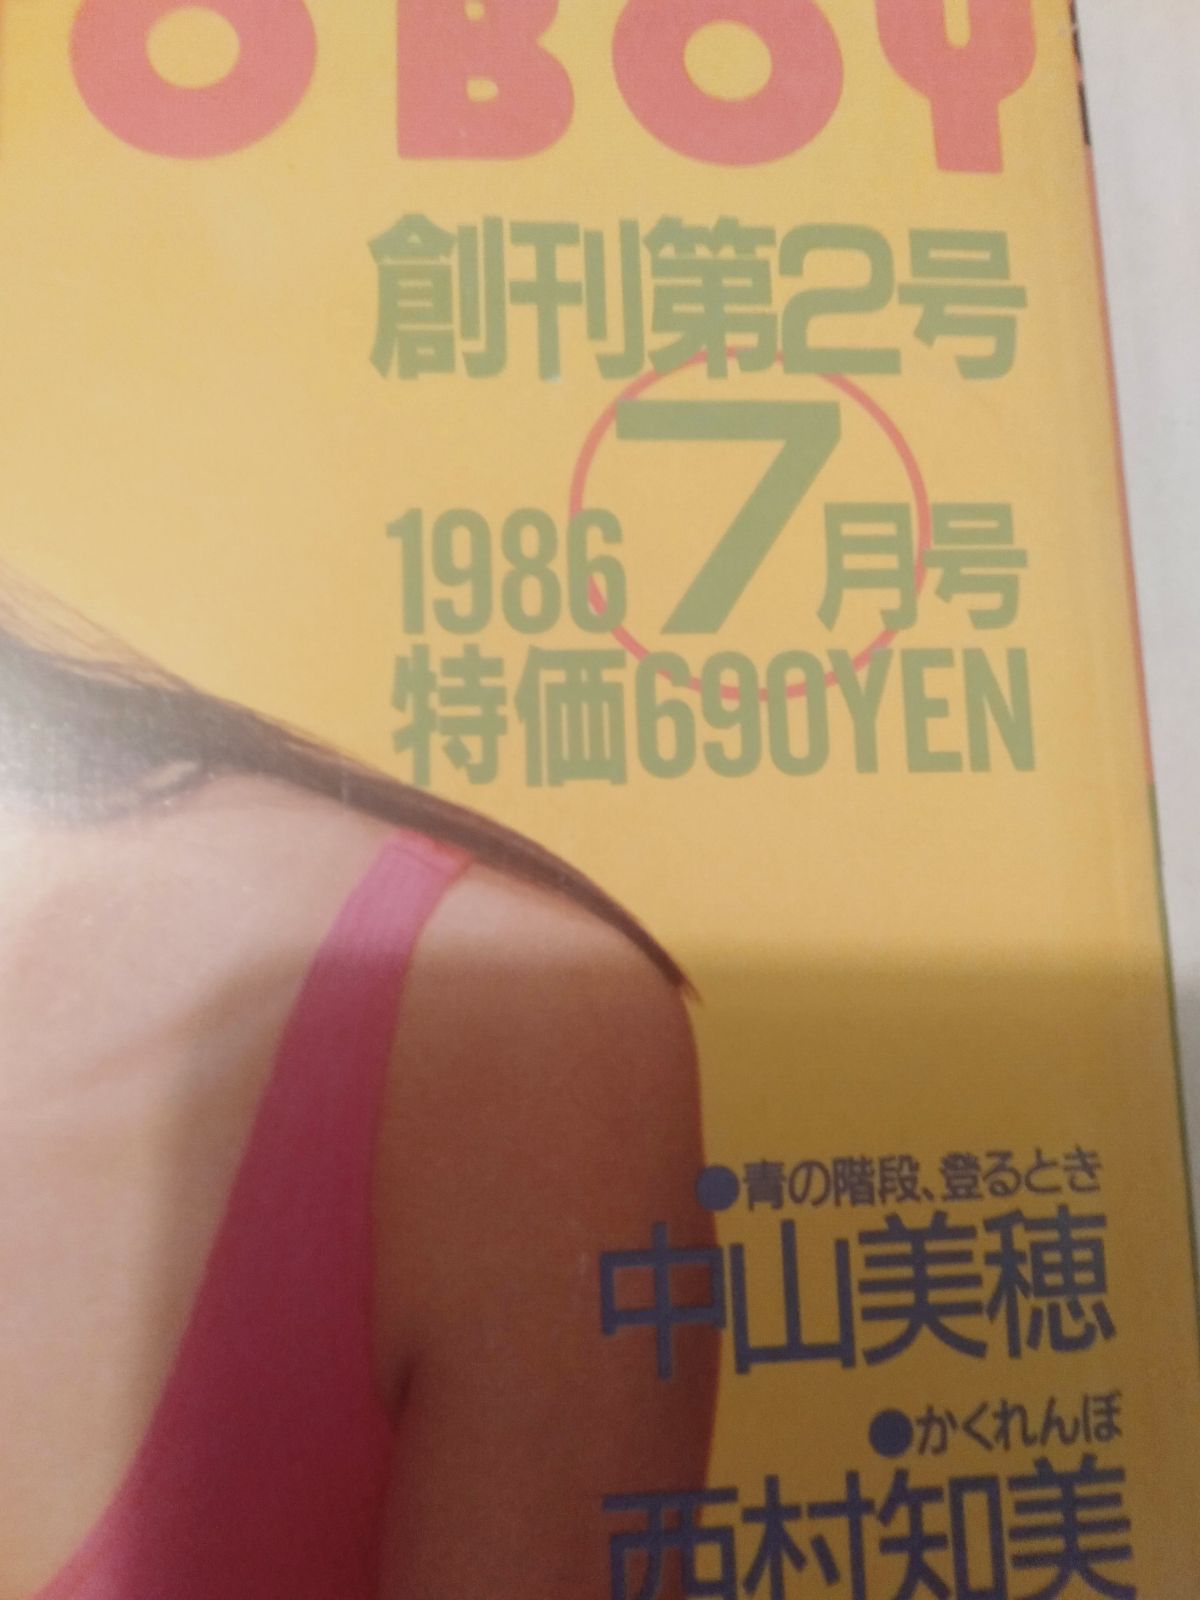 O BOY
創刊第2号
1986 7月号
特価690YEN
●青の階段、登るとき
中山美穂
●かくれんぼ
西村知美